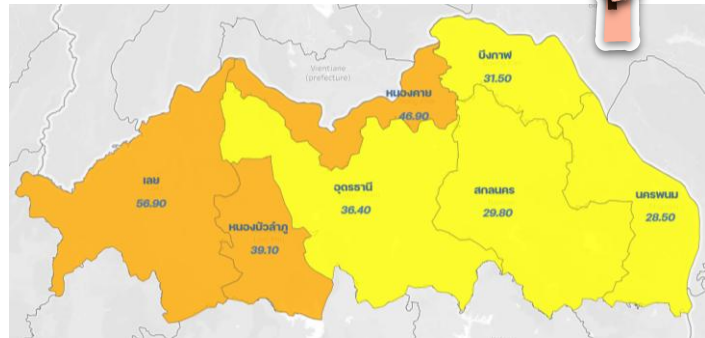 บึงกาฬ
31.50
Vientiane
(prefecture)
หนองคาย
46.90
เลย
56.90
อุดรธานี
36.40
สกลนคร
29.80
นครพนม
28.50
หนองบัวลำภู
39.10